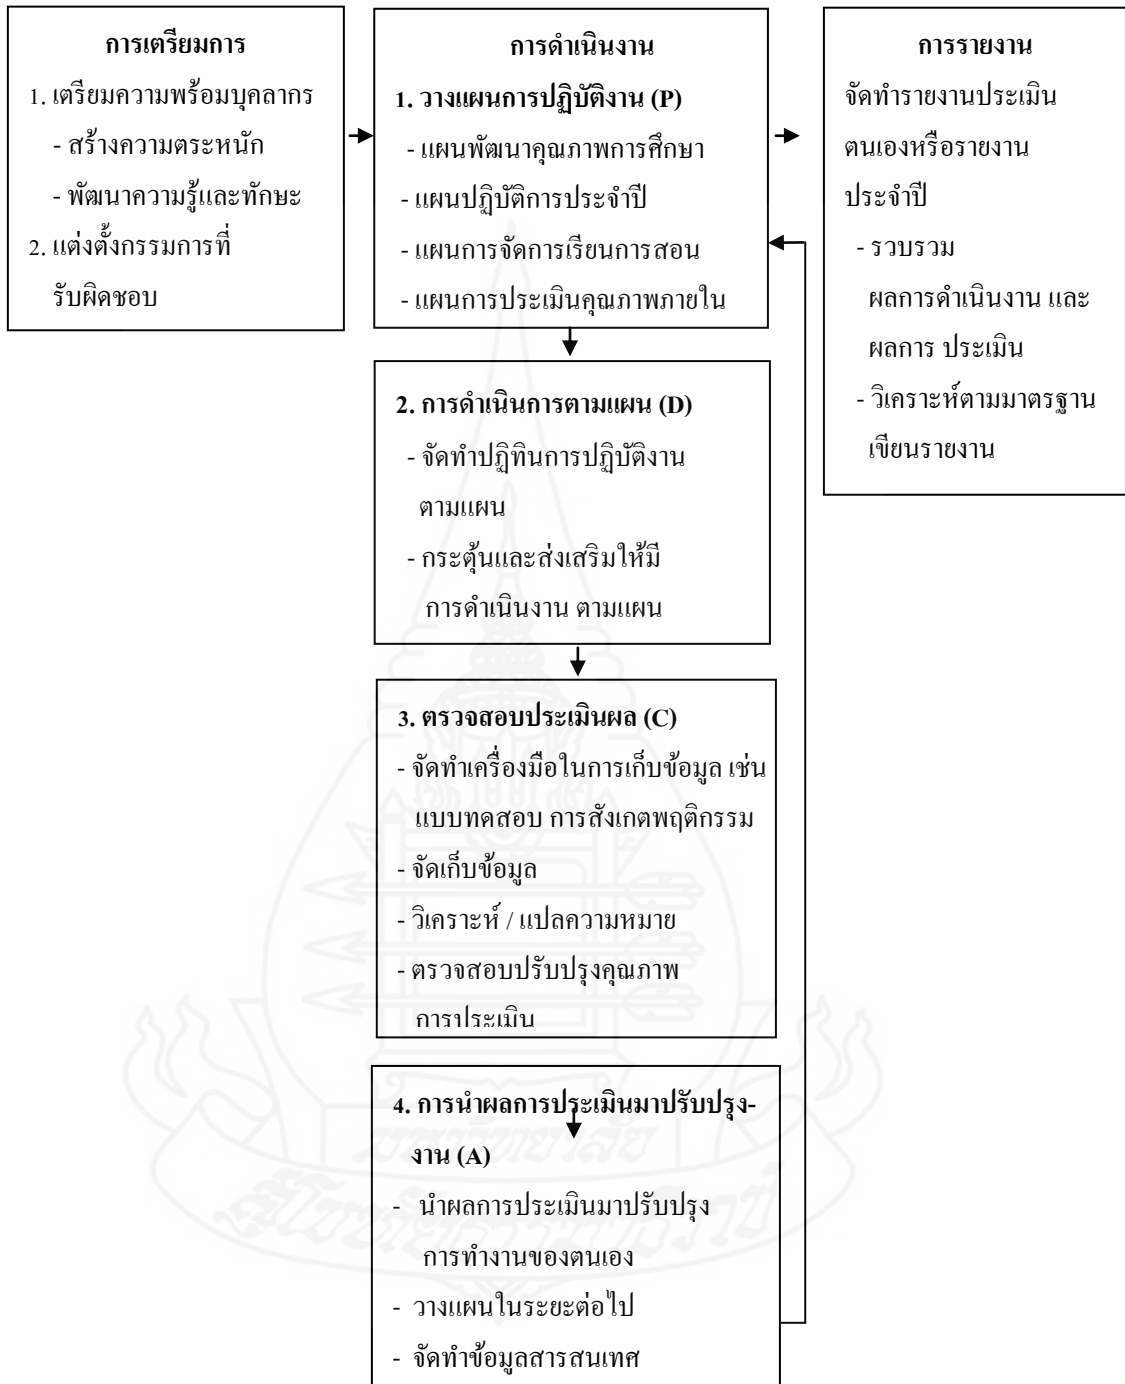 การเตรียมการ
1. เตรียมความพร้อมบุคลากร
- สร้างความตระหนัก
- พัฒนาความรู้และทักษะ
2. แต่งตั้งกรรมการที่
รับผิดชอบ
การดำเนินงาน
1. วางแผนการปฏิบัติงาน (P)
- แผนพัฒนาคุณภาพการศึกษา
- แผนปฏิบัติการประจำปี
- แผนการจัดการเรียนการสอน
- แผนการประเมินคุณภาพภายใน
2. การดำเนินการตามแผน (D)
- จัดทำปฏิทินการปฏิบัติงาน
ตามแผน
- กระตุ้นและส่งเสริมให้มี
การดำเนินงาน ตามแผน
3. ตรวจสอบประเมินผล (C)
- จัดทำเครื่องมือในการเก็บข้อมูล เช่น
แบบทดสอบ การสังเกตพฤติกรรม
- จัดเก็บข้อมูล
- วิเคราะห์ / แปลความหมาย
- ตรวจสอบปรับปรุงคุณภาพ
การประเมิน
4. การนำผลการประเมินมาปรับปรุง-
งาน (A)
- นำผลการประเมินมาปรับปรุง
การทำงานของตนเอง
- วางแผนในระยะต่อไป
- จัดทำข้อมูลสารสนเทศ
การรายงาน
จัดทำรายงานประเมิน
ตนเองหรือรายงาน
ประจำปี
- รวบรวม
ผลการดำเนินงาน และ
ผลการ ประเมิน
- วิเคราะห์ตามมาตรฐาน
เขียนรายงาน
มหาวิทยาลัย
สุโขทัยธรรมาธิราช